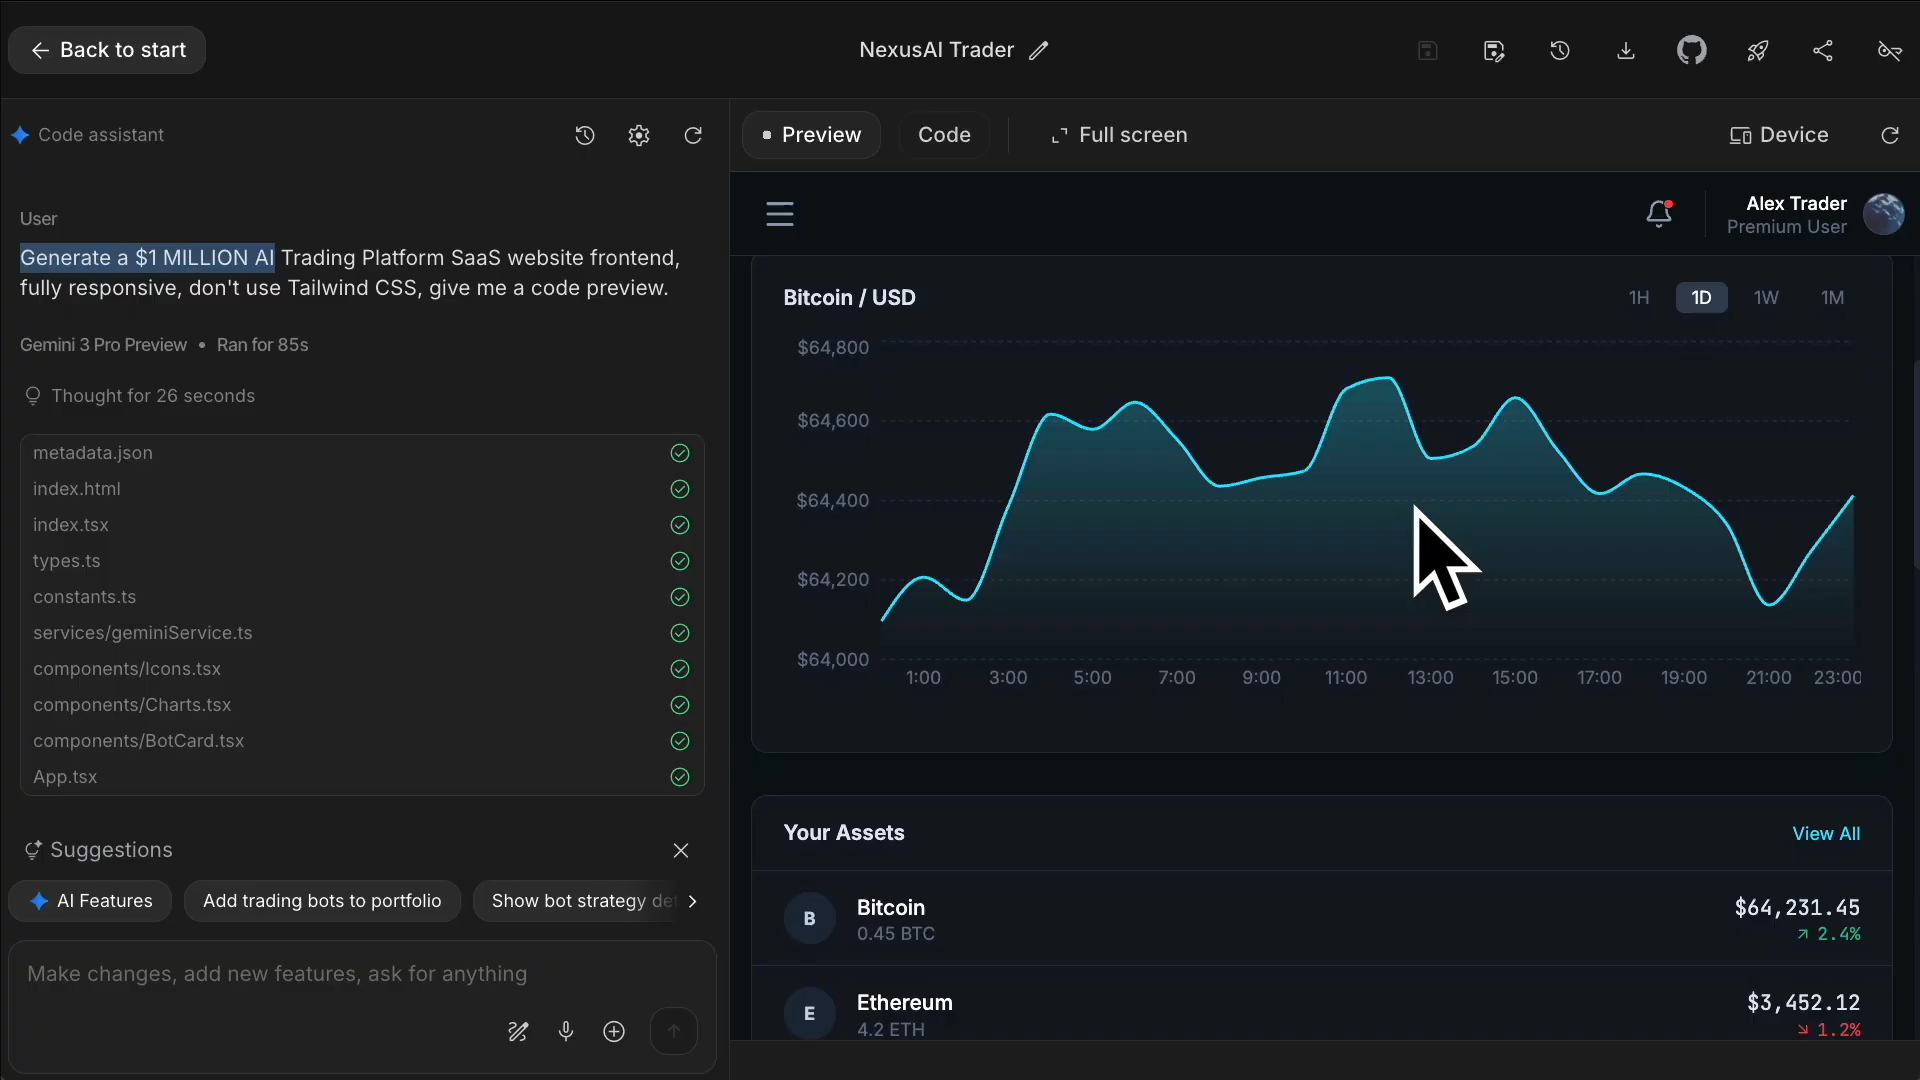 Back to start
NexusAI Trader
Code assistant
Preview
Code
Full screen
Device
User
Generate a $1 MILLION AI Trading Platform SaaS website frontend,
fully responsive, don't use Tailwind CSS, give me a code preview.
Gemini 3 Pro Preview • Ran for 85s
Thought for 26 seconds
metadata.json
index.html
index.tsx
types.ts
constants.ts
services/geminiService.ts
components/Icons.tsx
components/Charts.tsx
components/BotCard.tsx
App.tsx
Suggestions
AI Features
Add trading bots to portfolio
Show bot strategy de
Make changes, add new features, ask for anything
Alex Trader
Premium User
Bitcoin / USD
1H 1D 1W 1M
$64,800
$64,600
$64,400
$64,200
$64,000
1:00 3:00 5:00 7:00 9:00 11:00 13:00 15:00 17:00 19:00 21:00 23:00
Your Assets
View All
B
Bitcoin
0.45 BTC
$64,231.45
2.4%
E
Ethereum
4.2 ETH
$3,452.12
1.2%